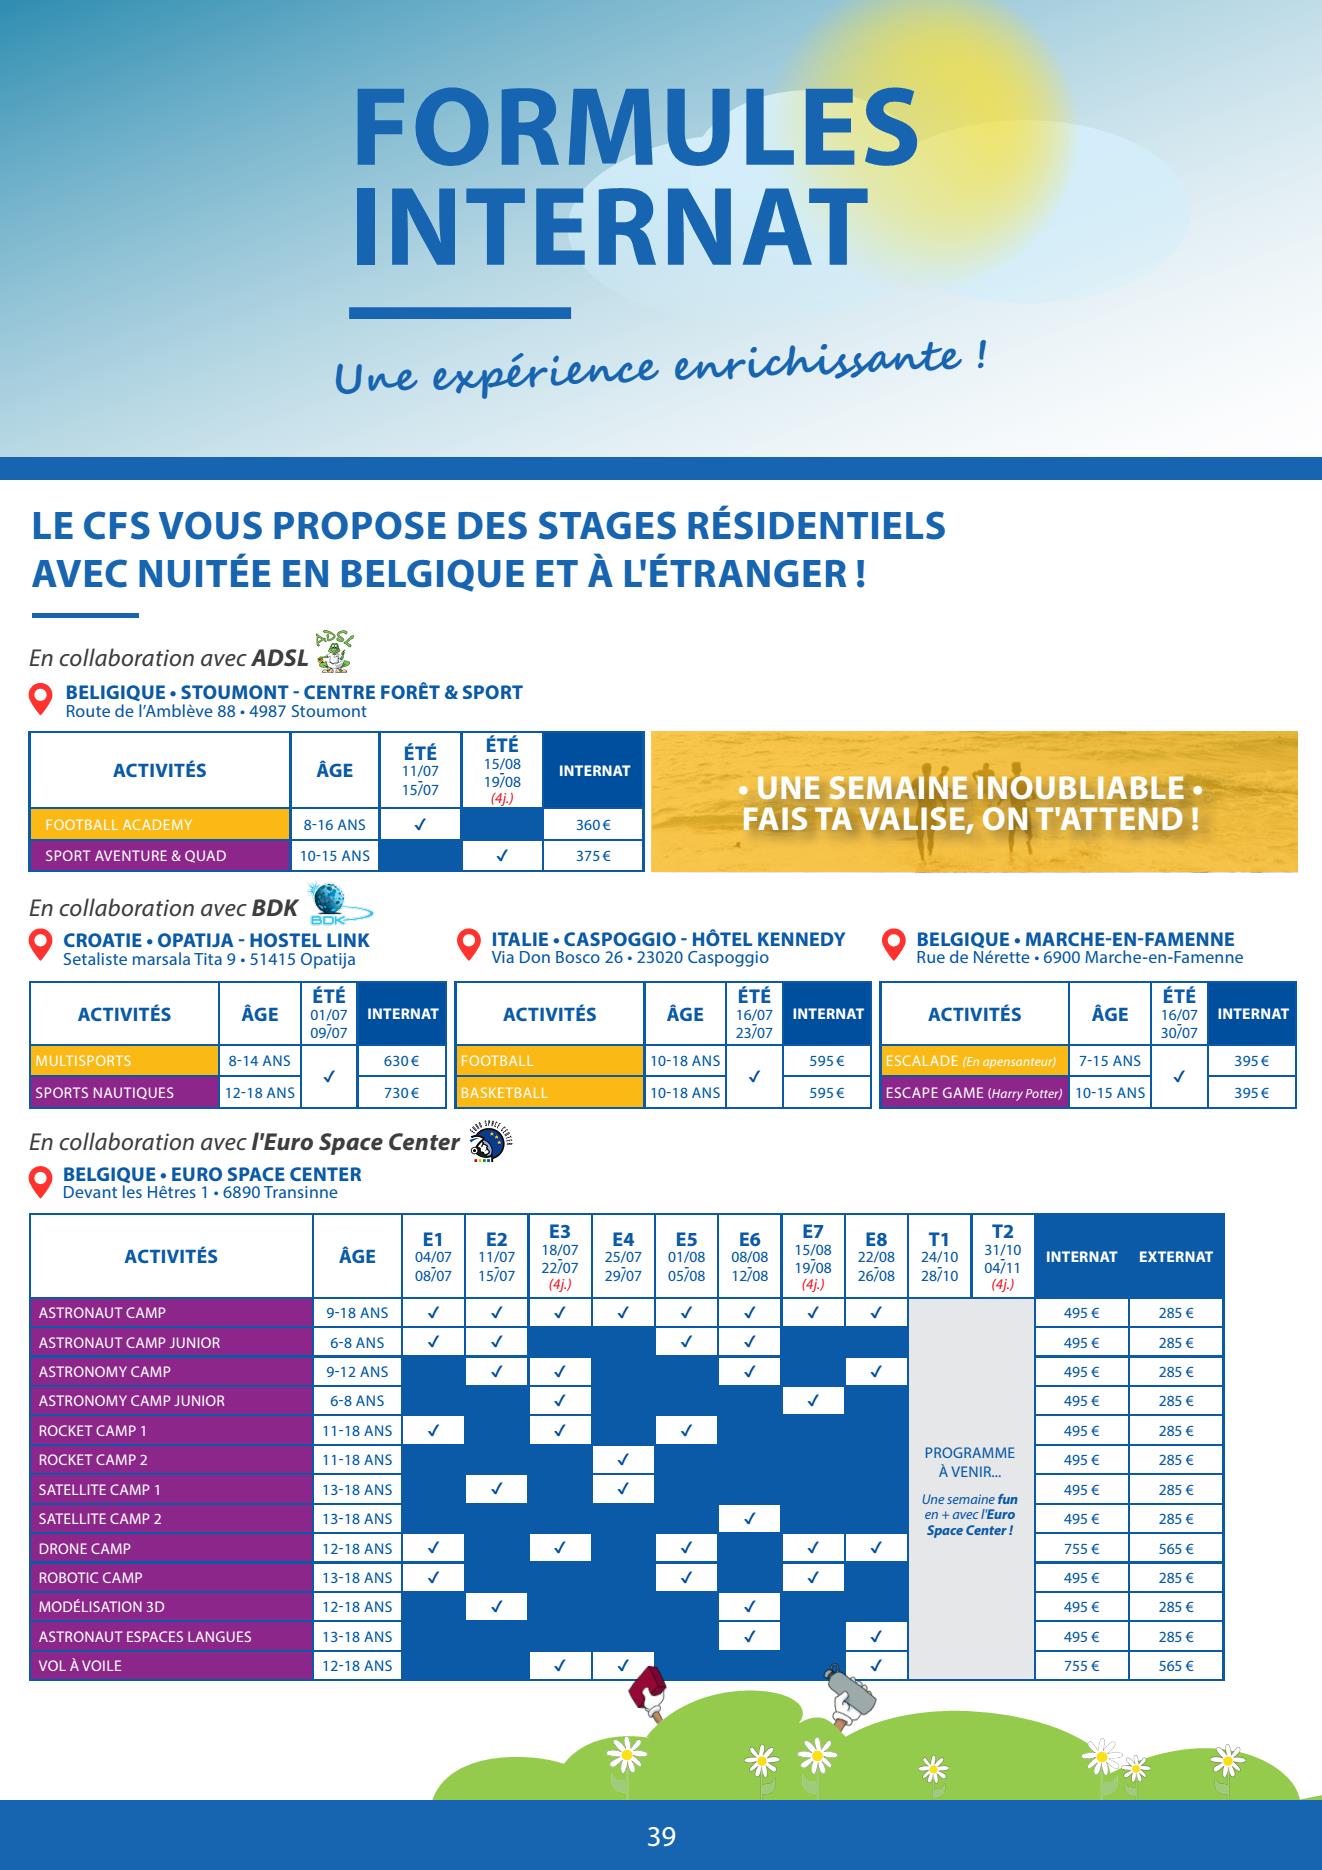 FORMULES
INTERNAT
Une expérience enrichissante !
LE CFS VOUS PROPOSE DES STAGES RÉSIDENTIELS
AVEC NUITÉE EN BELGIQUE ET À L'ÉTRANGER !
En collaboration avec ADSL ADSL
BELIGIQUE • STOUMONT - CENTRE FORÊT & SPORT
Route de l'Amblève 88 • 4987 Stoumont
ACTIVITÉS ÂGE ÉTÉ 11/07 - 15/07 ÉTÉ 15/08 - 19/08 (4j.) INTERNAT
FOOTBALL ACADEMY 8-16 ANS ✓ 360 €
SPORT AVENTURE & QUAD 10-15 ANS ✓ 375 €
• UNE SEMAINE INOUBLIABLE •
FAIS TA VALISE, ON T'ATTEND !
En collaboration avec BDK BDK
CROATIE • OPATIJA - HOSTEL LINK
Setaliste marsala Tita 9 • 51415 Opatija
ACTIVITÉS ÂGE ÉTÉ 01/07 - 09/07 INTERNAT
MULTISPORTS 8-14 ANS ✓ 630 €
SPORTS NAUTIQUES 12-18 ANS 730 €
ITALIE • CASPOGGIO - HÔTEL KENNEDY
Via Don Bosco 26 • 23020 Caspoggio
ACTIVITÉS ÂGE ÉTÉ 16/07 - 23/07 INTERNAT
FOOTBALL 10-18 ANS ✓ 595 €
BASKETBALL 10-18 ANS 595 €
BELGIQUE • MARCHE-EN-FAMENNE
Rue de Nérette • 6900 Marche-en-Famenne
ACTIVITÉS ÂGE ÉTÉ 16/07 - 30/07 INTERNAT
ESCALADE (En apensanteur) 7-15 ANS ✓ 395 €
ESCAPE GAME (Harry Potter) 10-15 ANS 395 €
En collaboration avec l'Euro Space Center EURO SPACE CENTER
BELGIQUE • EURO SPACE CENTER
Devant les Hêtres 1 • 6890 Transinne
ACTIVITÉS ÂGE E1 04/07 - 08/07 E2 11/07 - 15/07 E3 18/07 - 22/07 (4j.) E4 25/07 - 29/07 E5 01/08 - 05/08 E6 08/08 - 12/08 E7 15/08 - 19/08 (4j.) E8 22/08 - 26/08 T1 24/10 - 28/10 T2 31/10 - 04/11 (4j.) INTERNAT EXTERNAT
ASTRONAUT CAMP 9-18 ANS ✓ ✓ ✓ ✓ ✓ ✓ ✓ ✓ 495 € 285 €
ASTRONAUT CAMP JUNIOR 6-8 ANS ✓ ✓ ✓ ✓ 495 € 285 €
ASTRONOMY CAMP 9-12 ANS ✓ ✓ ✓ ✓ 495 € 285 €
ASTRONOMY CAMP JUNIOR 6-8 ANS ✓ ✓ 495 € 285 €
ROCKET CAMP 1 11-18 ANS ✓ ✓ ✓ 495 € 285 €
ROCKET CAMP 2 11-18 ANS ✓ 495 € 285 €
SATELLITE CAMP 1 13-18 ANS ✓ ✓ 495 € 285 €
SATELLITE CAMP 2 13-18 ANS ✓ 495 € 285 €
DRONE CAMP 12-18 ANS ✓ ✓ ✓ ✓ ✓ 755 € 565 €
ROBOTIC CAMP 13-18 ANS ✓ ✓ ✓ 495 € 285 €
MODÉLISATION 3D 12-18 ANS ✓ ✓ 495 € 285 €
ASTRONAUT ESPACES LANGUES 13-18 ANS ✓ ✓ 495 € 285 €
VOL À VOILE 12-18 ANS ✓ ✓ ✓ 755 € 565 €
PROGRAMME
À VENIR...
Une semaine fun
en + avec l'Euro
Space Center !
39